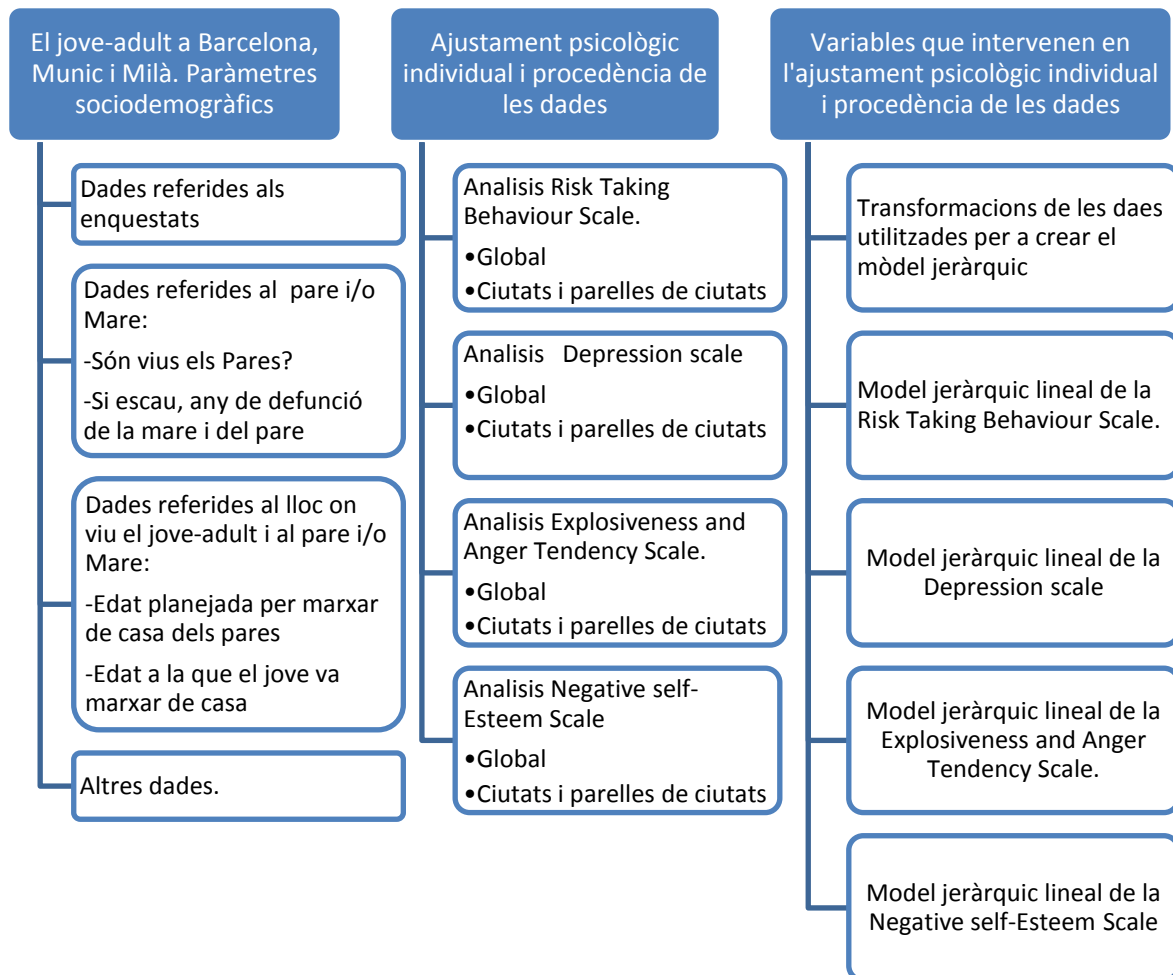 El jove-adult a Barcelona,
Munic i Milà. Paràmetres
sociodemogràfics
Dades referides als
enquestats
Dades referides al  pare i/o
Mare:
-Són vius els Pares?
-Si escau, any de defunció
de la mare i del pare
Dades referides al lloc on
viu el jove-adult i al pare i/o
Mare:
-Edat planejada per marxar
de casa dels pares
-Edat a la que el jove va
marxar de casa
Altres dades.
Ajustament psicològic
individual i procedència de
les dades
Analisis Risk Taking
Behaviour Scale.
•Global
•Ciutats i parelles de ciutats
Analisis   Depression scale
•Global
•Ciutats i parelles de ciutats
Analisis Explosiveness and
Anger Tendency Scale.
•Global
•Ciutats i parelles de ciutats
Analisis Negative self-
Esteem Scale
•Global
•Ciutats i parelles de ciutats
Variables que intervenen en
l'ajustament psicològic individual
i procedència de les dades
Transformacions de les daes
utilitzades per a crear el
mòdel jeràrquic
Model jeràrquic lineal de la
Risk Taking Behaviour Scale.
Model jeràrquic lineal de la
Depression scale
Model jeràrquic lineal de la
Explosiveness and Anger
Tendency Scale.
Model jeràrquic lineal de la
Negative self-Esteem Scale